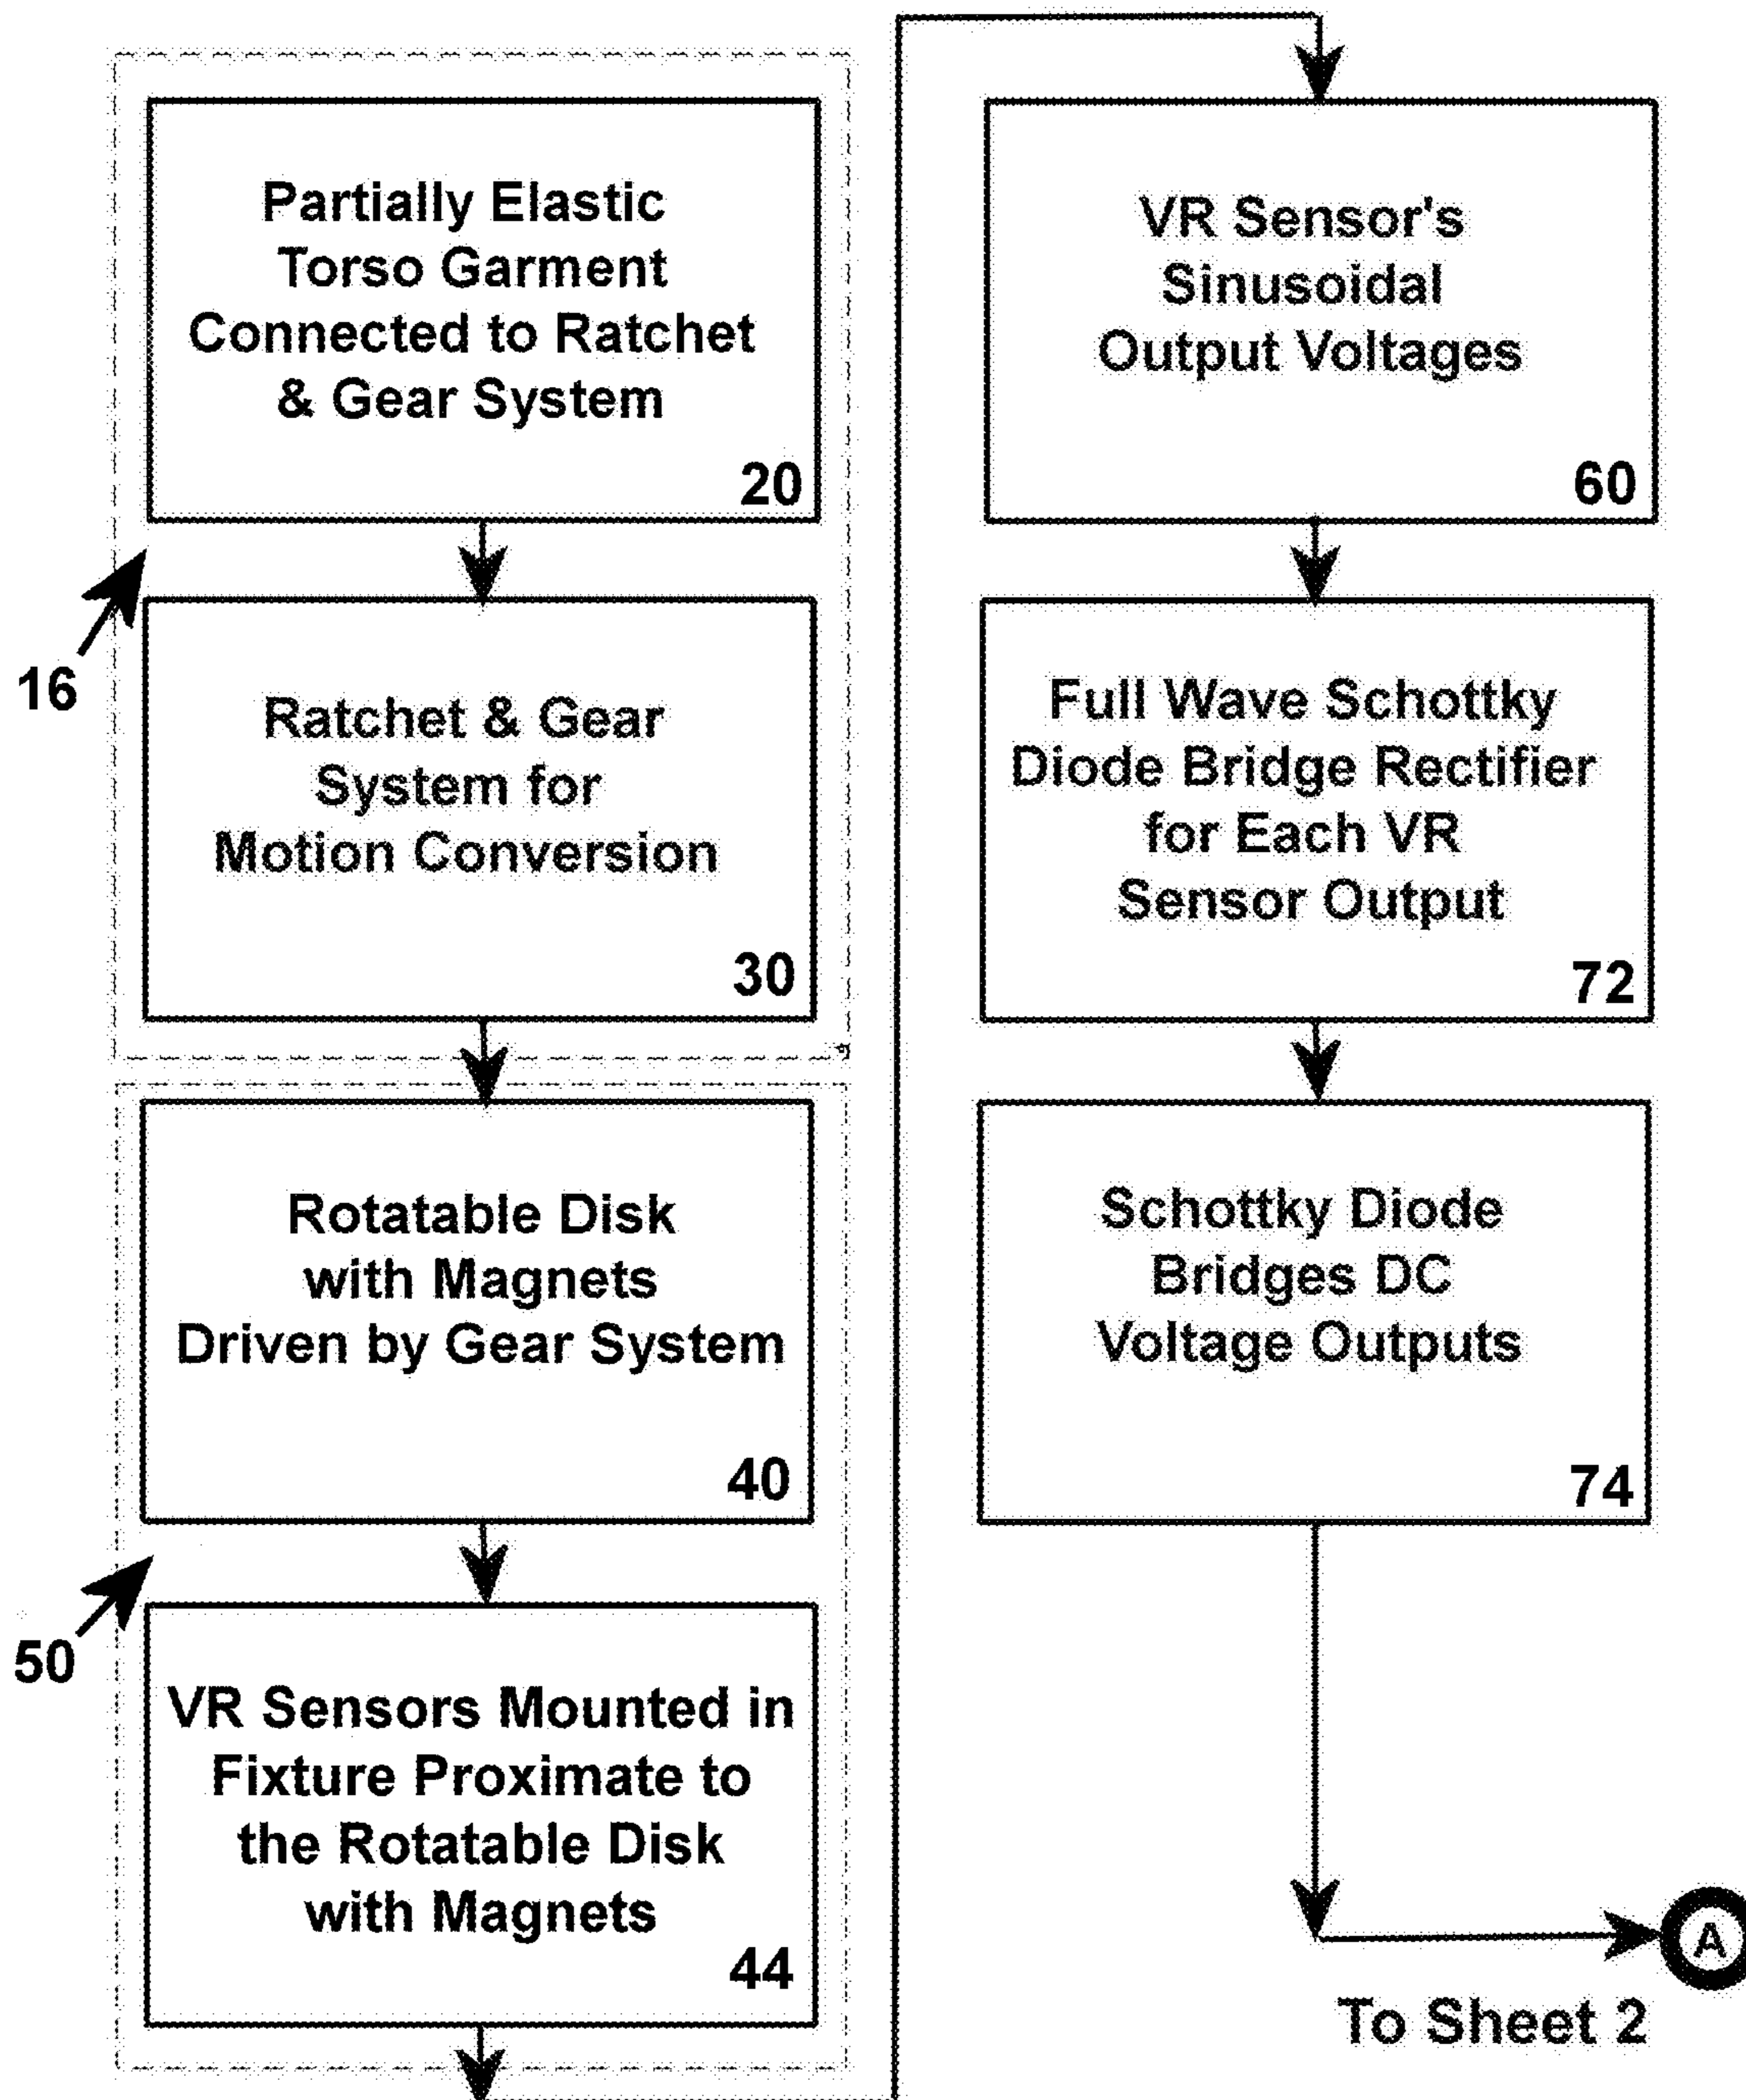 Partially Elastic
Torso Garment
Connected to Ratchet
& Gear System
20
16
Ratchet & Gear
System for
Motion Conversion
30
Rotatable Disk
with Magnets
Driven by Gear System
40
50
VR Sensors Mounted in
Fixture Proximate to
the Rotatable Disk
with Magnets
44
VR Sensor's
Sinusoidal
Output Voltages
60
Full Wave Schottky
Diode Bridge Rectifier
for Each VR
Sensor Output
72
Schottky Diode
Bridges DC
Voltage Outputs
74
A
To Sheet 2